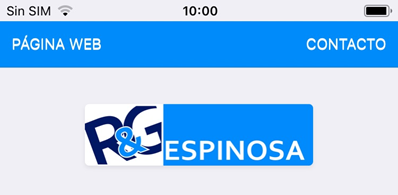 Sin SIM 10:00
PÁGINA WEB CONTACTO
R&G ESPINOSA